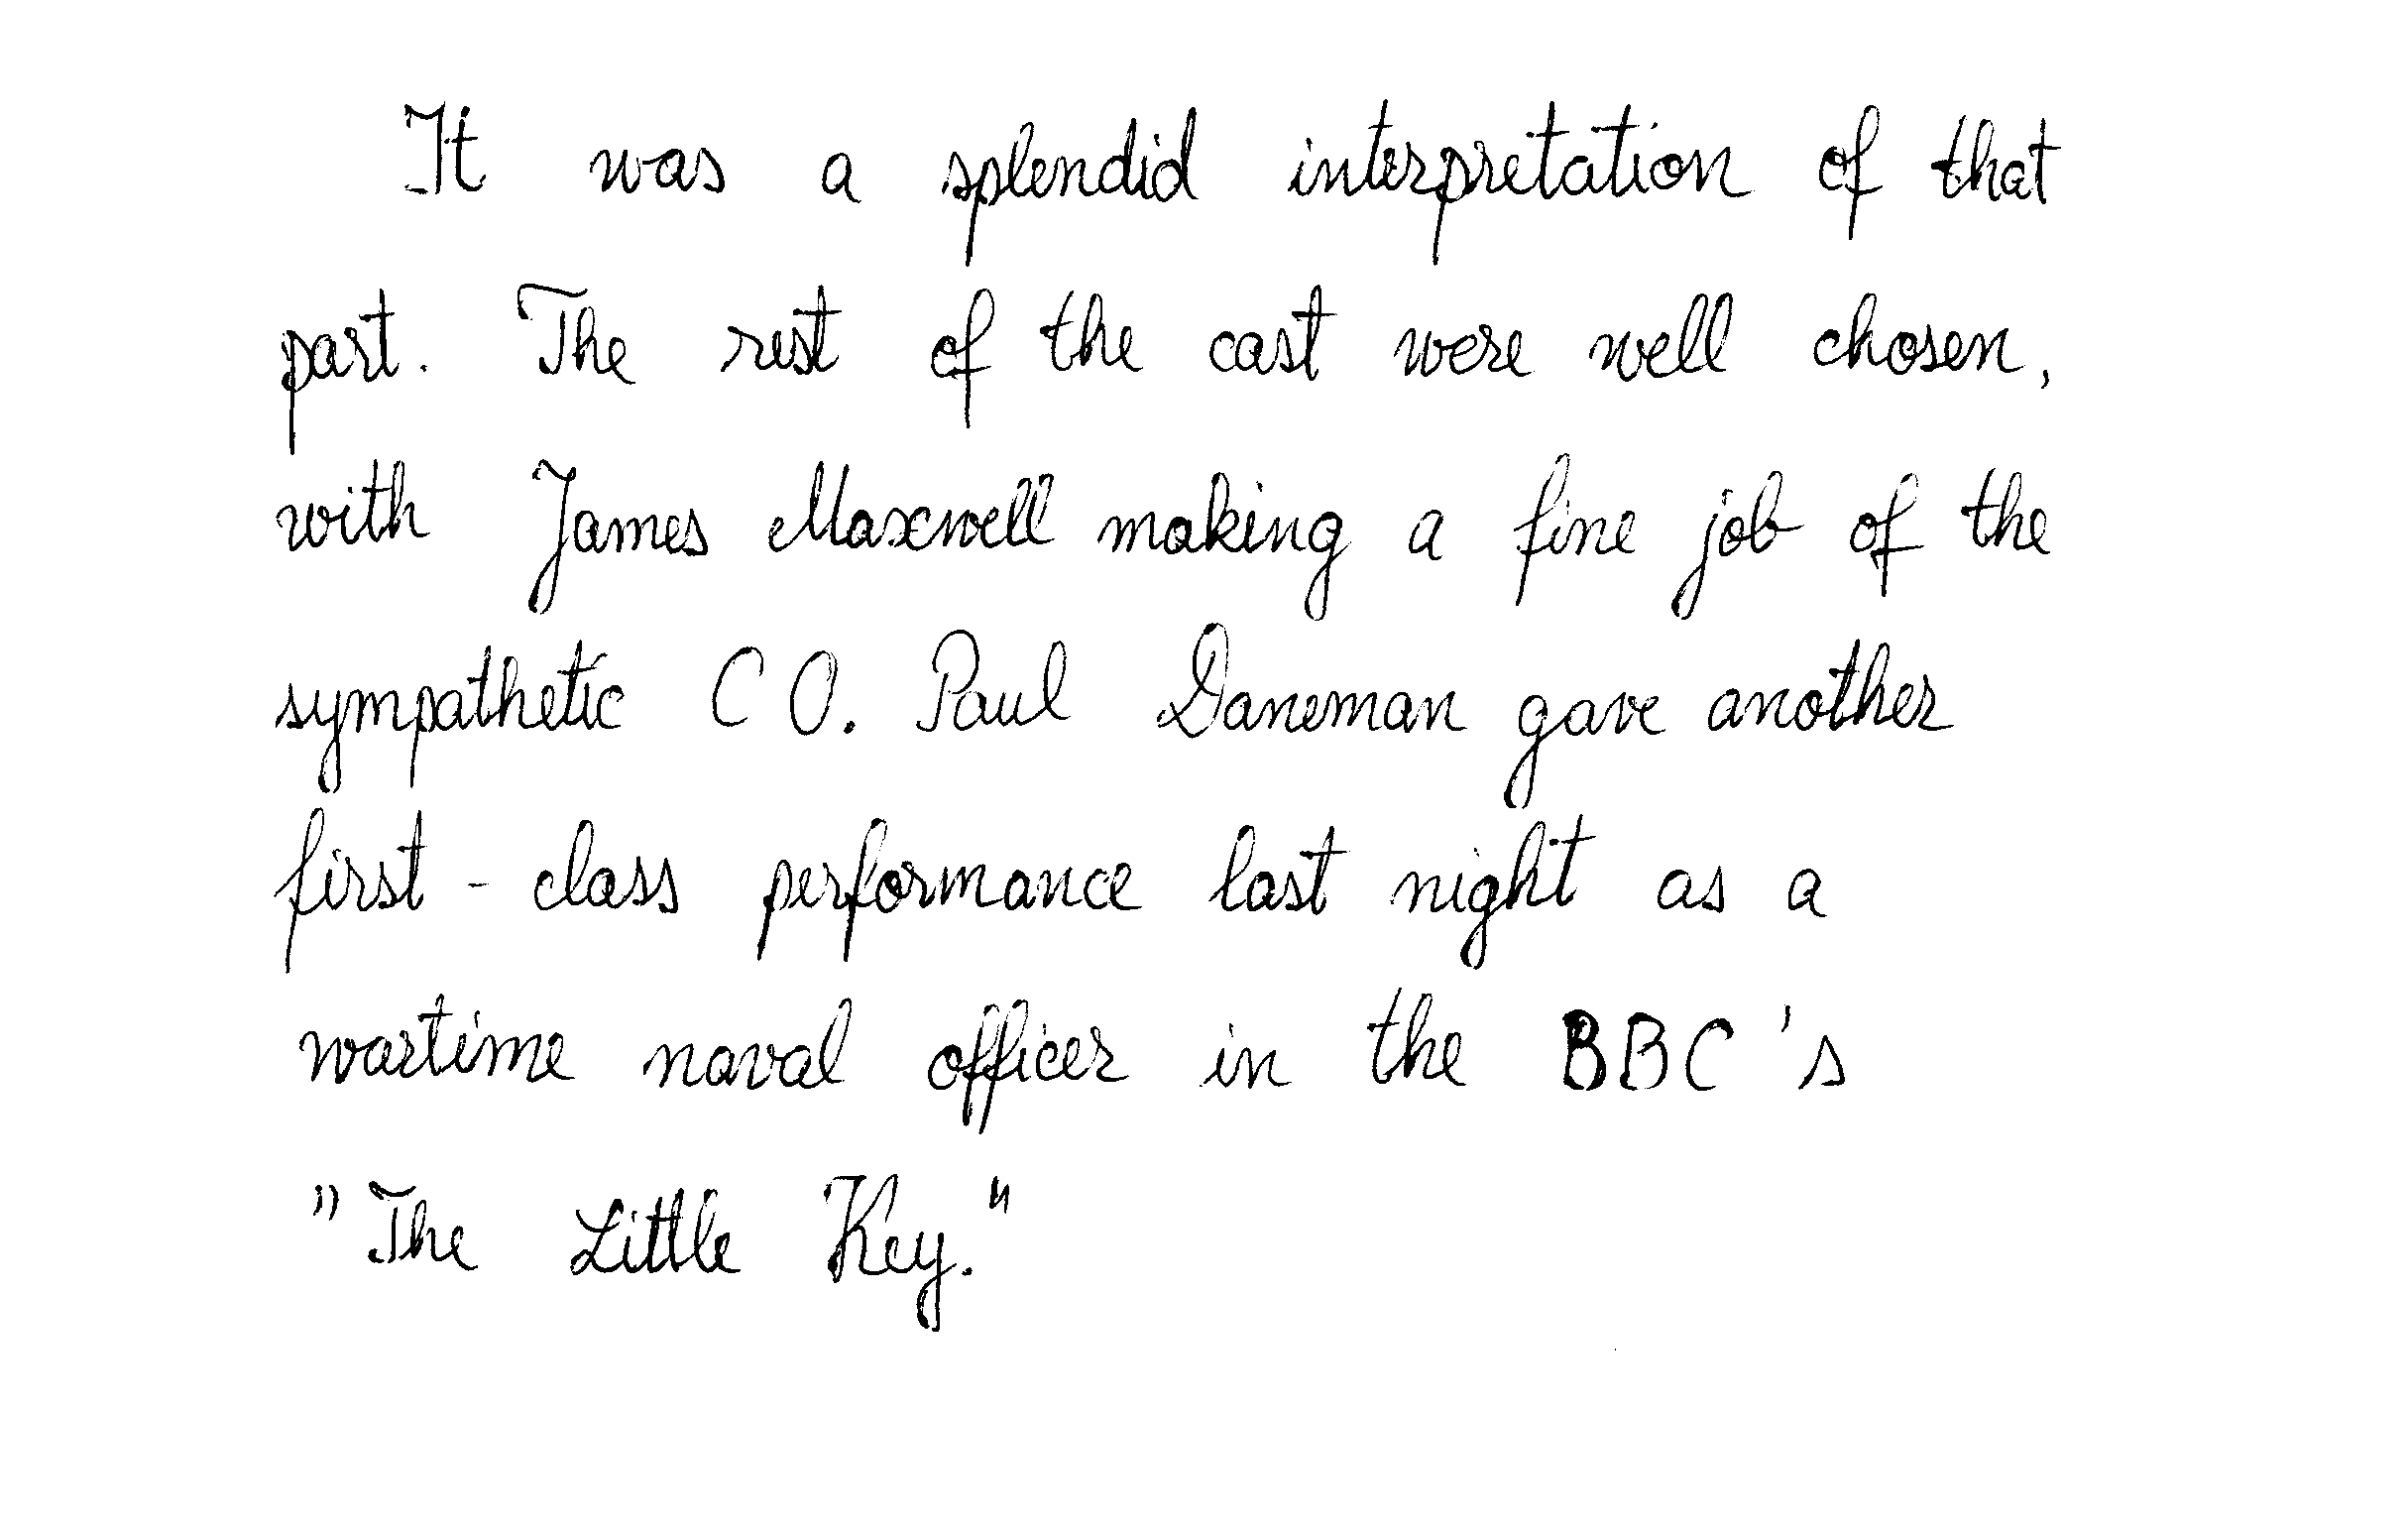 It was a splendid interpretation of that
part. The rest of the cast were well chosen,
with James Maxwell making a fine job of the
sympathetic CO. Paul Daneman gave another
first-class performance last night as a
wartime naval officer in the BBC's
"The Little Key."